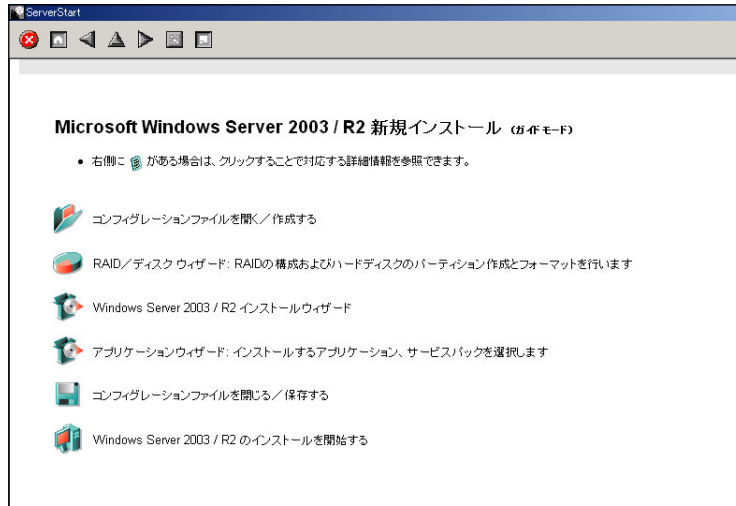 ServerStart
Microsoft Windows Server 2003 / R2 新規インストール (ガイドモード)
• 右側に がある場合は、クリックすることで対応する詳細情報を参照できます。
コンフィグレーションファイルを開く／作成する
RAID／ディスク ウィザード: RAIDの構成およびハードディスクのパーティション作成とフォーマットを行います
Windows Server 2003 / R2 インストールウィザード
アプリケーションウィザード: インストールするアプリケーション、サービスパックを選択します
コンフィグレーションファイルを閉じる／保存する
Windows Server 2003 / R2 のインストールを開始する